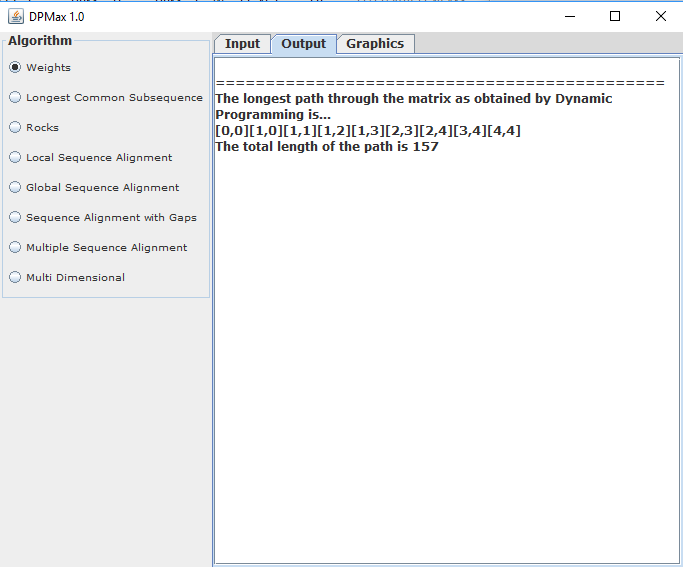 DPMax 1.0
Algorithm
Weights
Longest Common Subsequence
Rocks
Local Sequence Alignment
Global Sequence Alignment
Sequence Alignment with Gaps
Multiple Sequence Alignment
Multi Dimensional
Input Output Graphics
=============================================
The longest path through the matrix as obtained by Dynamic
Programming is...
[0,0][1,0][1,1][1,2][1,3][2,3][2,4][3,4][4,4]
The total length of the path is 157